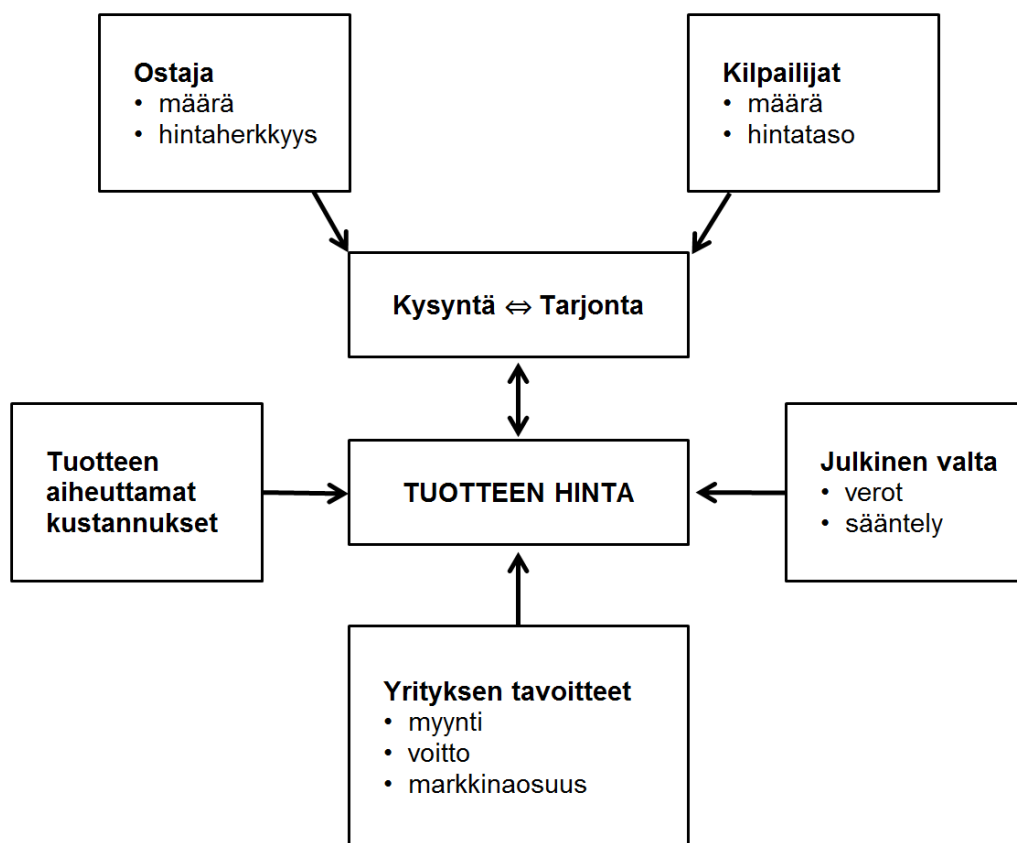 Ostaja
• määrä
• hintaherkkyys
Kilpailijat
• määrä
• hintataso
Kysyntä ⇔ Tarjonta
Tuotteen
aiheuttamat
kustannukset
TUOTTEEN HINTA
Julkinen valta
• verot
• sääntely
Yrityksen tavoitteet
• myynti
• voitto
• markkinaosuus